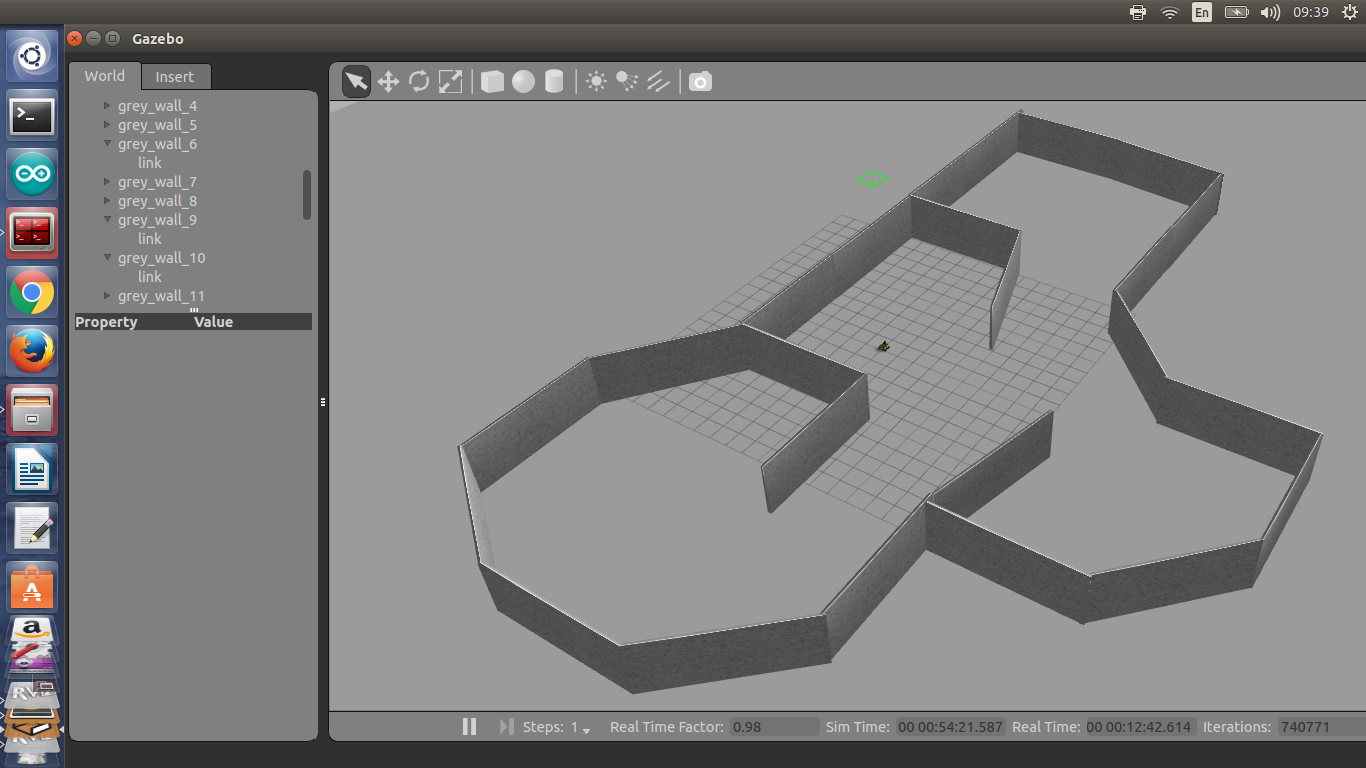 En 09:39
Gazebo
World Insert
grey_wall_4
grey_wall_5
grey_wall_6
link
grey_wall_7
grey_wall_8
grey_wall_9
link
grey_wall_10
link
grey_wall_11
Property Value
Steps: 1 Real Time Factor: 0.98 Sim Time: 00 00:54:21.587 Real Time: 00 00:12:42.614 Iterations: 740771